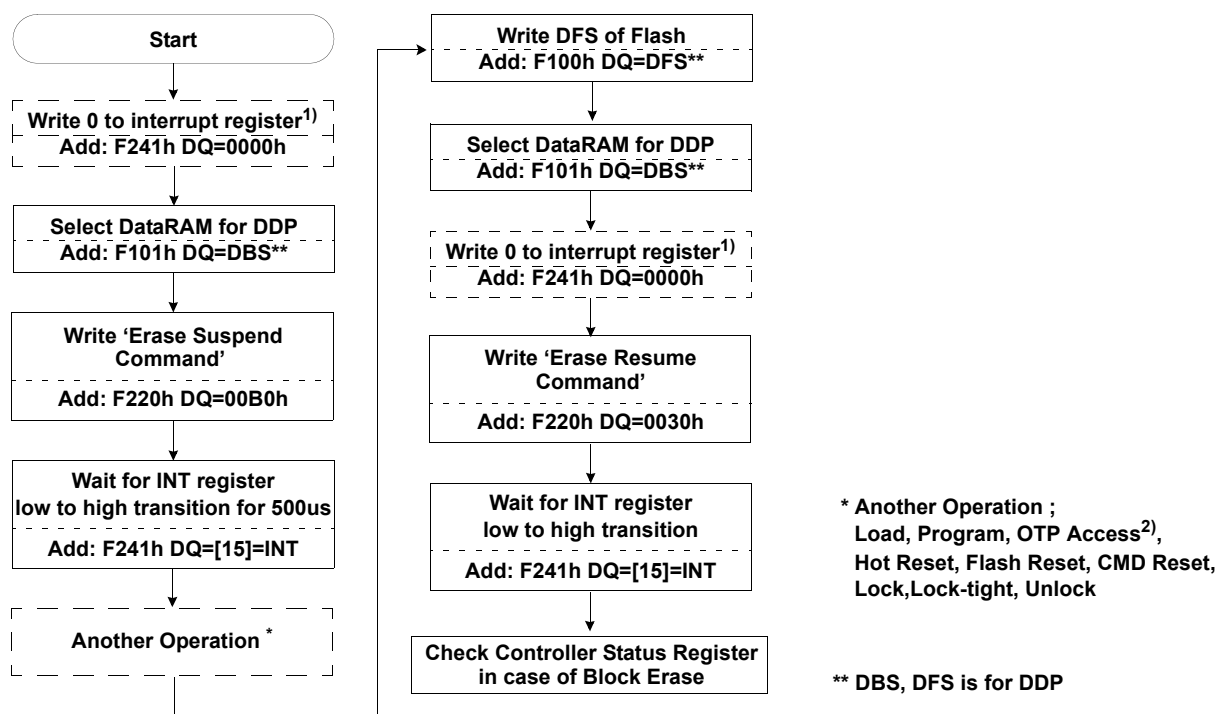 Start
Write 0 to interrupt register1)
Add: F241h DQ=0000h
Select DataRAM for DDP
Add: F101h DQ=DBS**
Write ‘Erase Suspend
Command’
Add: F220h DQ=00B0h
Wait for INT register
low to high transition for 500us
Add: F241h DQ=[15]=INT
Another Operation *
Write DFS of Flash
Add: F100h DQ=DFS**
Select DataRAM for DDP
Add: F101h DQ=DBS**
Write 0 to interrupt register1)
Add: F241h DQ=0000h
Write ‘Erase Resume
Command’
Add: F220h DQ=0030h
Wait for INT register
low to high transition
Add: F241h DQ=[15]=INT
Check Controller Status Register
in case of Block Erase
* Another Operation ;
Load, Program, OTP Access2),
Hot Reset, Flash Reset, CMD Reset,
Lock,Lock-tight, Unlock
** DBS, DFS is for DDP